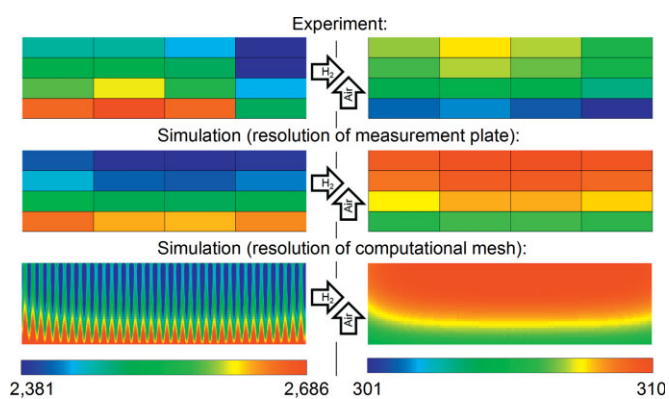 Experiment:
H2
Air
Simulation (resolution of measurement plate):
H2
Air
Simulation (resolution of computational mesh):
H2
Air
2,381 2,686 301 310